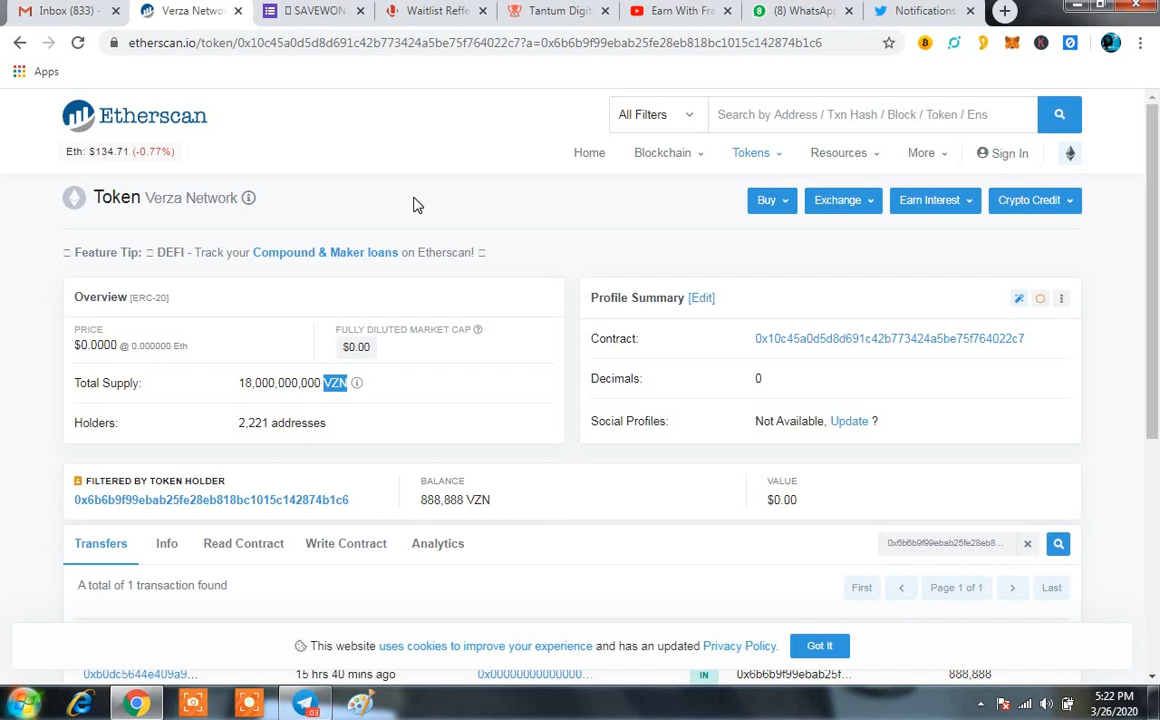 Inbox (833) -
Verza Netwo
SAVEWON
Waitlist Reffe
Tantum Digit
Earn With Fre
(8) WhatsApp
Notifications
etherscan.io/token/0x10c45a0d5d8d691c42b773424a5be75f764022c7?a=0x6b6b9f99ebab25fe28eb818bc1015c142874b1c6
Apps
Etherscan
All Filters
Search by Address / Txn Hash / Block / Token / Ens
Eth: $134.71 (-0.77%)
Home Blockchain Tokens Resources More Sign In
Token Verza Network
Buy Exchange Earn Interest Crypto Credit
Feature Tip: DEFI - Track your Compound & Maker loans on Etherscan!
Overview [ERC-20]
PRICE
$0.0000 @ 0.000000 Eth
FULLY DILUTED MARKET CAP
$0.00
Total Supply: 18,000,000,000 VZN
Holders: 2,221 addresses
Profile Summary [Edit]
Contract: 0x10c45a0d5d8d691c42b773424a5be75f764022c7
Decimals: 0
Social Profiles: Not Available, Update ?
FILTERED BY TOKEN HOLDER
0x6b6b9f99ebab25fe28eb818bc1015c142874b1c6
BALANCE
888,888 VZN
VALUE
$0.00
Transfers Info Read Contract Write Contract Analytics
0x6b6b9f99ebab25fe28eb8...
A total of 1 transaction found
First Page 1 of 1 Last
This website uses cookies to improve your experience and has an updated Privacy Policy. Got It
0xb0dc5644e409a9... 15 hrs 40 mins ago 0x00000000000000... IN 0x6b6b9f99ebab25f... 888,888
5:22 PM
3/26/2020